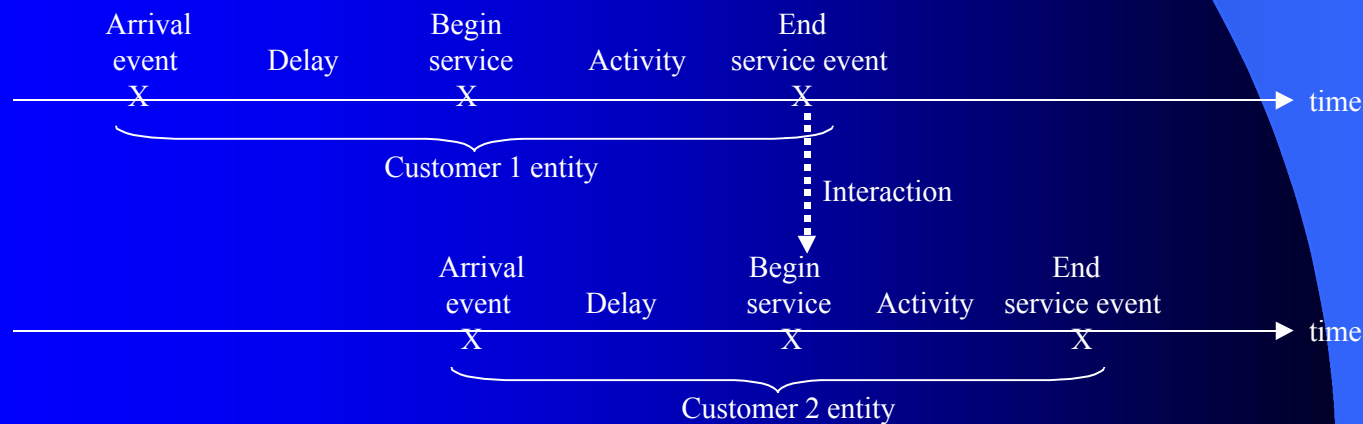 Arrival
event
Delay
Begin
service
Activity
End
service event
X
X
X
time
Customer 1 entity
Interaction
Arrival
event
Delay
Begin
service
Activity
End
service event
X
X
X
time
Customer 2 entity